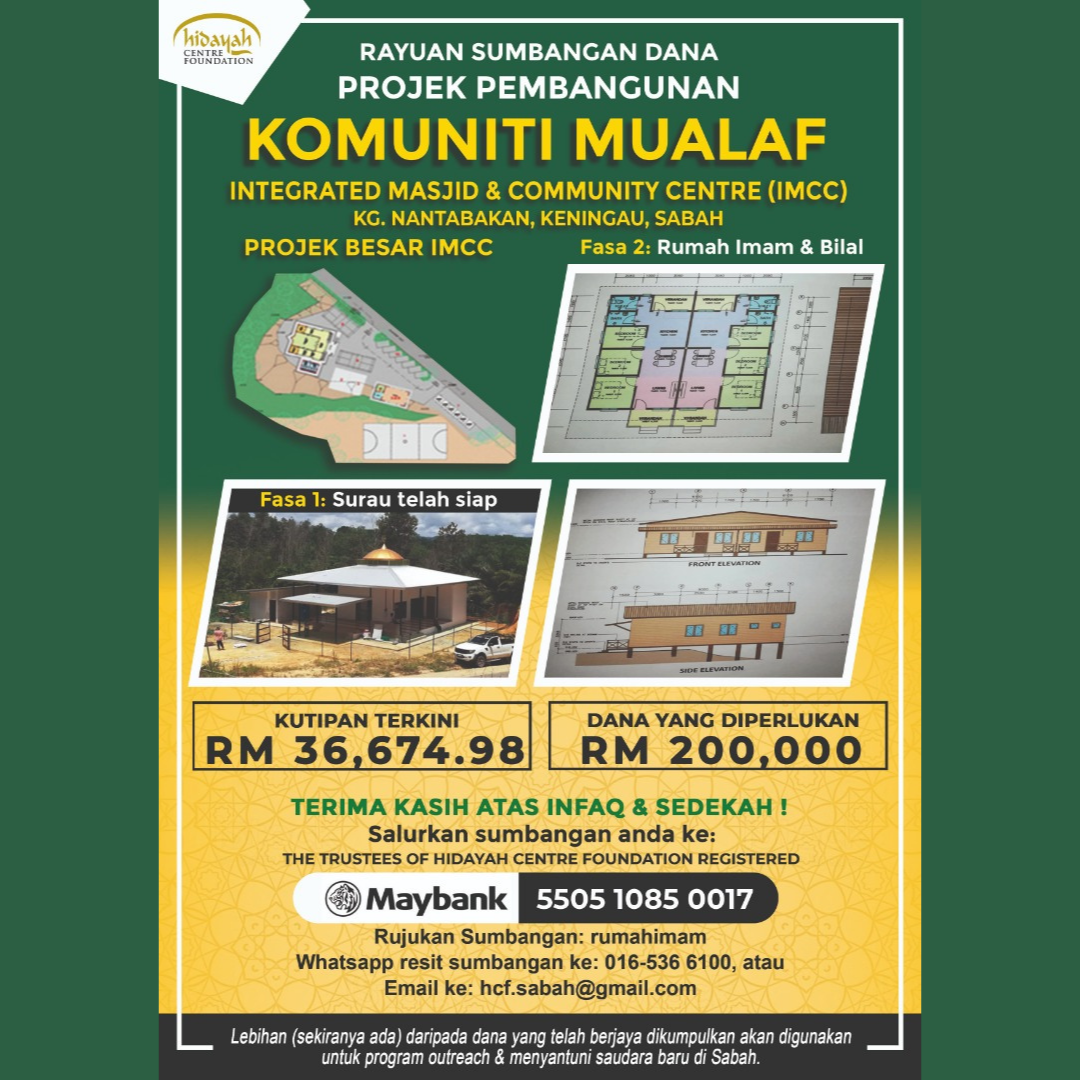 hidayah
CENTRE
FOUNDATION
RAYUAN SUMBANGAN DANA
PROJEK PEMBANGUNAN
KOMUNITI MUALAF
INTEGRATED MASJID & COMMUNITY CENTRE (IMCC)
KG. NANTABAKAN, KENINGAU, SABAH
PROJEK BESAR IMCC
Fasa 2: Rumah Imam & Bilal
Fasa 1: Surau telah siap
FRONT ELEVATION
SIDE ELEVATION
KUTIPAN TERKINI
RM 36,674.98
DANA YANG DIPERLUKAN
RM 200,000
TERIMA KASIH ATAS INFAQ & SEDEKAH !
Salurkan sumbangan anda ke:
THE TRUSTEES OF HIDAYAH CENTRE FOUNDATION REGISTERED
Maybank 5505 1085 0017
Rujukan Sumbangan: rumahimam
Whatsapp resit sumbangan ke: 016-536 6100, atau
Email ke: hcf.sabah@gmail.com
Lebihan (sekiranya ada) daripada dana yang telah berjaya dikumpulkan akan digunakan
untuk program outreach & menyantuni saudara baru di Sabah.